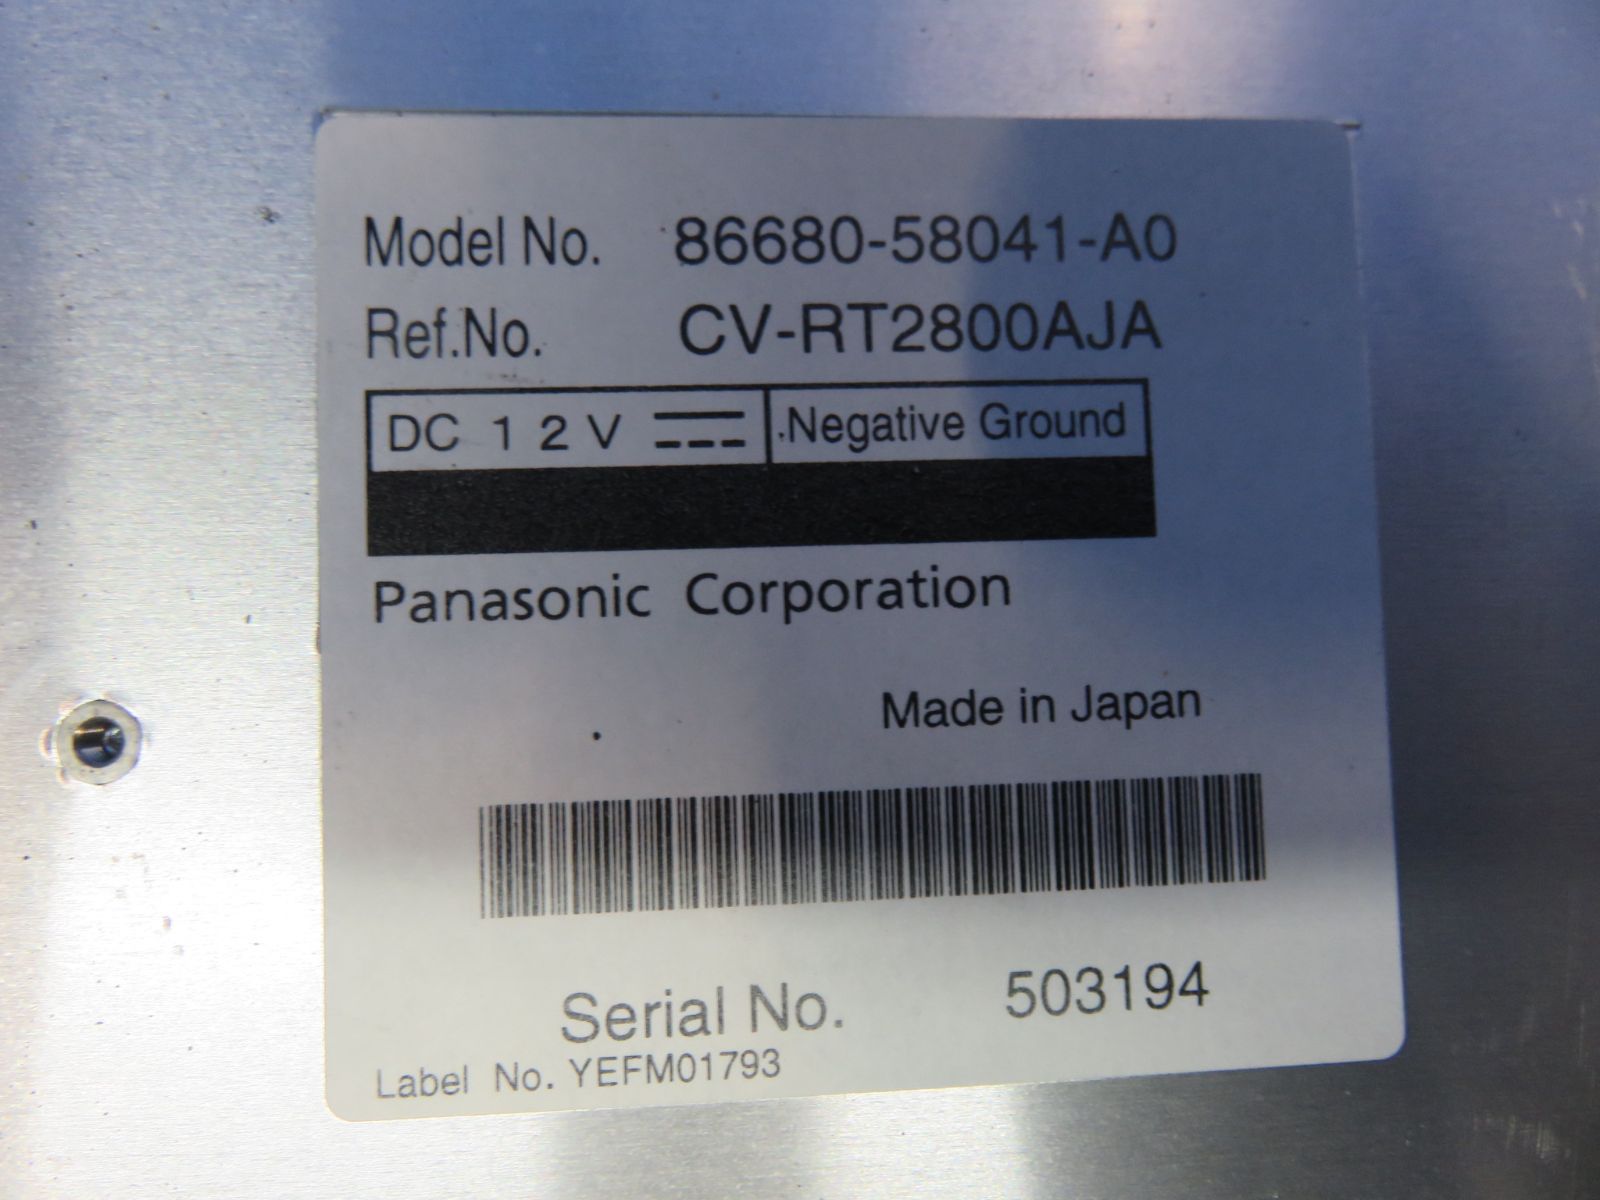 Model No. 86680-58041-A0
Ref.No. CV-RT2800AJA
DC 12V Negative Ground
Panasonic Corporation
Made in Japan
Serial No. 503194
Label No. YEFM01793